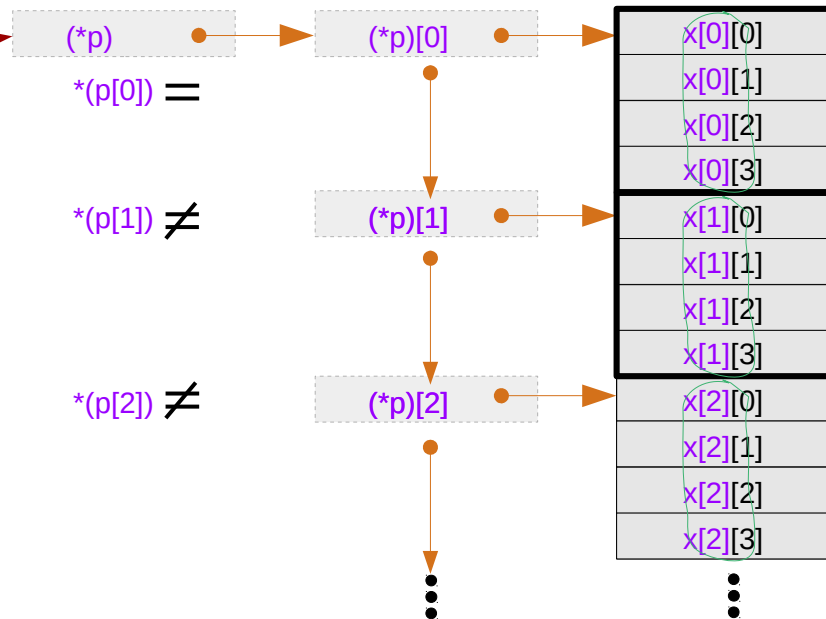 (*p) (*p)[0] x[0][0]
*(p[0]) = x[0][1]
x[0][2]
x[0][3]
*(p[1]) ≠ (*p)[1] x[1][0]
x[1][1]
x[1][2]
x[1][3]
*(p[2]) ≠ (*p)[2] x[2][0]
x[2][1]
x[2][2]
x[2][3]